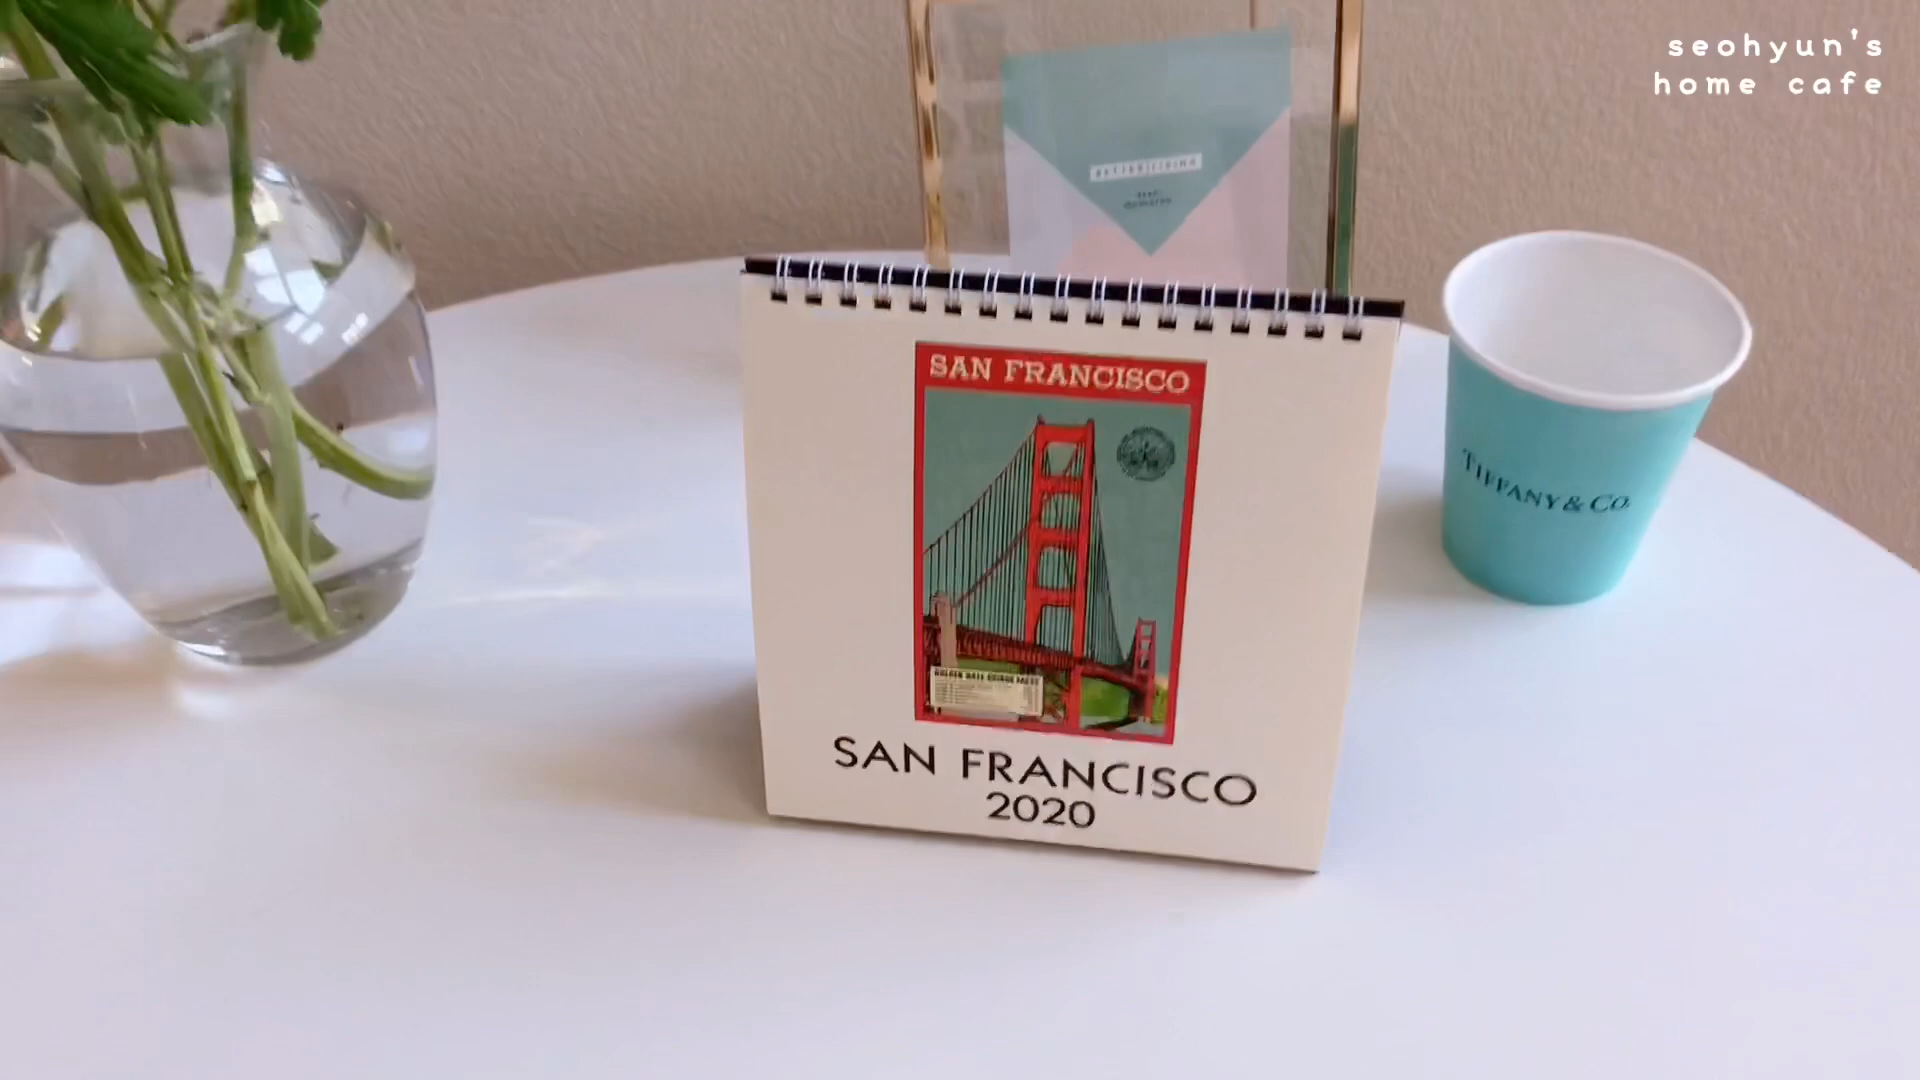 seohyun's
home cafe
SAN FRANCISCO
TIFFANY & CO.
SAN FRANCISCO
2020